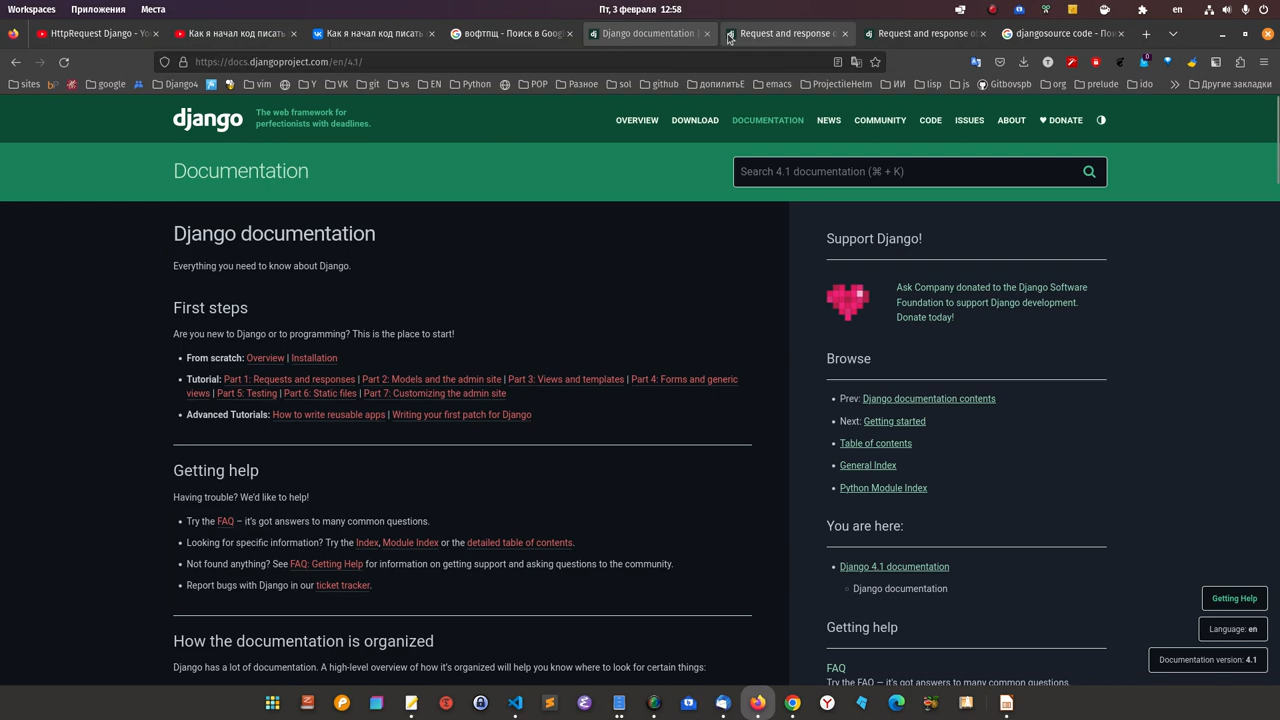 Workspaces Приложения Места Пт, 3 февраля 12:58 en
HttpRequest Django - Yo Как я начал код писать Как я начал код писать вофтпщ - Поиск в Goog Django documentation Request and response o Request and response ob djangosource code - По
https://docs.djangoproject.com/en/4.1/
sites google Django4 vim Y VK git vs EN Python POP Разное sol github допилитьЕ emacs ProjectileHelm ИИ lisp js Gitbovspb org prelude ido Другие закладки
django
The web framework for
perfectionists with deadlines.
OVERVIEW DOWNLOAD DOCUMENTATION NEWS COMMUNITY CODE ISSUES ABOUT ♥ DONATE
Documentation
Search 4.1 documentation (⌘ + K)
Django documentation
Everything you need to know about Django.
First steps
Are you new to Django or to programming? This is the place to start!
• From scratch: Overview | Installation
• Tutorial: Part 1: Requests and responses | Part 2: Models and the admin site | Part 3: Views and templates | Part 4: Forms and generic
views | Part 5: Testing | Part 6: Static files | Part 7: Customizing the admin site
• Advanced Tutorials: How to write reusable apps | Writing your first patch for Django
Getting help
Having trouble? We'd like to help!
• Try the FAQ – it's got answers to many common questions.
• Looking for specific information? Try the Index, Module Index or the detailed table of contents.
• Not found anything? See FAQ: Getting Help for information on getting support and asking questions to the community.
• Report bugs with Django in our ticket tracker.
How the documentation is organized
Django has a lot of documentation. A high-level overview of how it's organized will help you know where to look for certain things:
Support Django!
Ask Company donated to the Django Software
Foundation to support Django development.
Donate today!
Browse
• Prev: Django documentation contents
• Next: Getting started
• Table of contents
• General Index
• Python Module Index
You are here:
• Django 4.1 documentation
◦ Django documentation
Getting help
FAQ
Try the FAQ — it's got answers to many common questions.
Getting Help
Language: en
Documentation version: 4.1